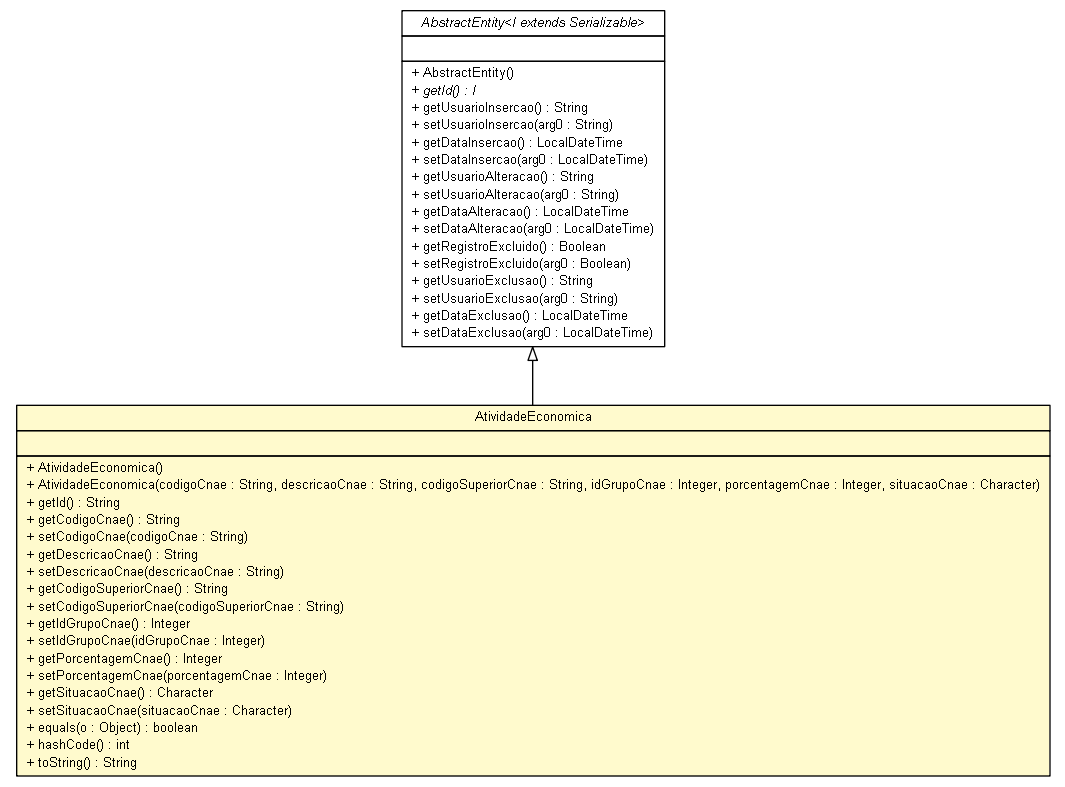 AbstractEntity<I extends Serializable>
+ AbstractEntity()
+ getId() : I
+ getUsuarioInsercao() : String
+ setUsuarioInsercao(arg0 : String)
+ getDataInsercao() : LocalDateTime
+ setDataInsercao(arg0 : LocalDateTime)
+ getUsuarioAlteracao() : String
+ setUsuarioAlteracao(arg0 : String)
+ getDataAlteracao() : LocalDateTime
+ setDataAlteracao(arg0 : LocalDateTime)
+ getRegistroExcluido() : Boolean
+ setRegistroExcluido(arg0 : Boolean)
+ getUsuarioExclusao() : String
+ setUsuarioExclusao(arg0 : String)
+ getDataExclusao() : LocalDateTime
+ setDataExclusao(arg0 : LocalDateTime)
AtividadeEconomica
+ AtividadeEconomica()
+ AtividadeEconomica(codigoCnae : String, descricaoCnae : String, codigoSuperiorCnae : String, idGrupoCnae : Integer, porcentagemCnae : Integer, situacaoCnae : Character)
+ getId() : String
+ getCodigoCnae() : String
+ setCodigoCnae(codigoCnae : String)
+ getDescricaoCnae() : String
+ setDescricaoCnae(descricaoCnae : String)
+ getCodigoSuperiorCnae() : String
+ setCodigoSuperiorCnae(codigoSuperiorCnae : String)
+ getIdGrupoCnae() : Integer
+ setIdGrupoCnae(idGrupoCnae : Integer)
+ getPorcentagemCnae() : Integer
+ setPorcentagemCnae(porcentagemCnae : Integer)
+ getSituacaoCnae() : Character
+ setSituacaoCnae(situacaoCnae : Character)
+ equals(o : Object) : boolean
+ hashCode() : int
+ toString() : String